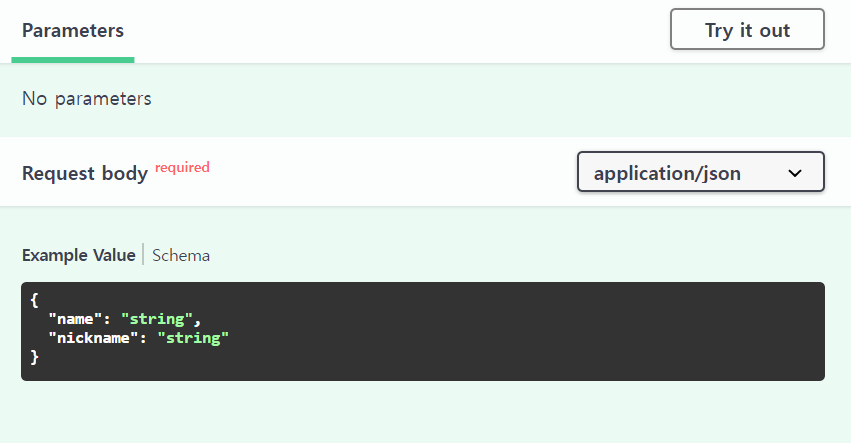 Parameters
Try it out
No parameters
Request body required
application/json
Example Value
Schema
{
  "name": "string",
  "nickname": "string"
}